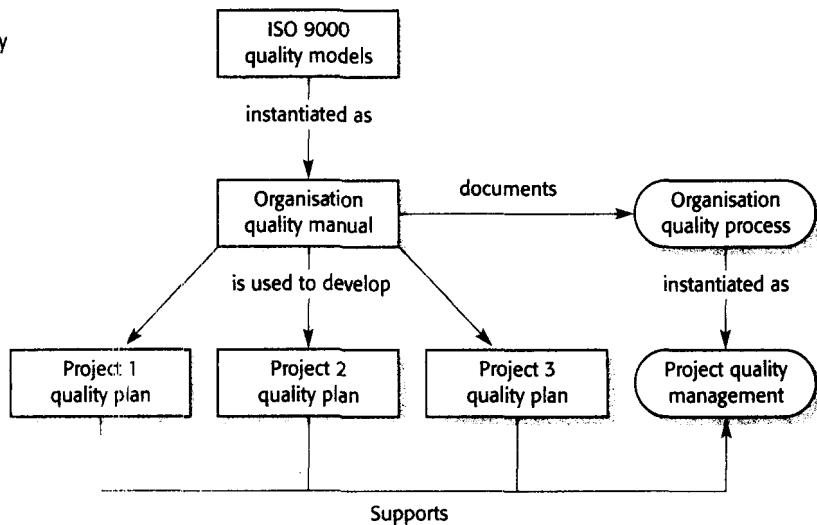 y
ISO 9000
quality models
instantiated as
Organisation
quality manual
documents
Organisation
quality process
is used to develop
instantiated as
Project 1
quality plan
Project 2
quality plan
Project 3
quality plan
Project quality
management
Supports